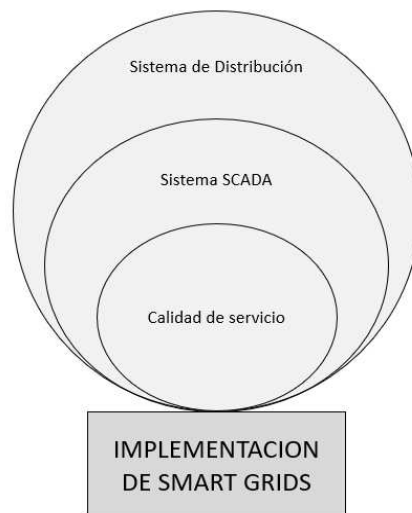 Sistema de Distribución
Sistema SCADA
Calidad de servicio
IMPLEMENTACION
DE SMART GRIDS